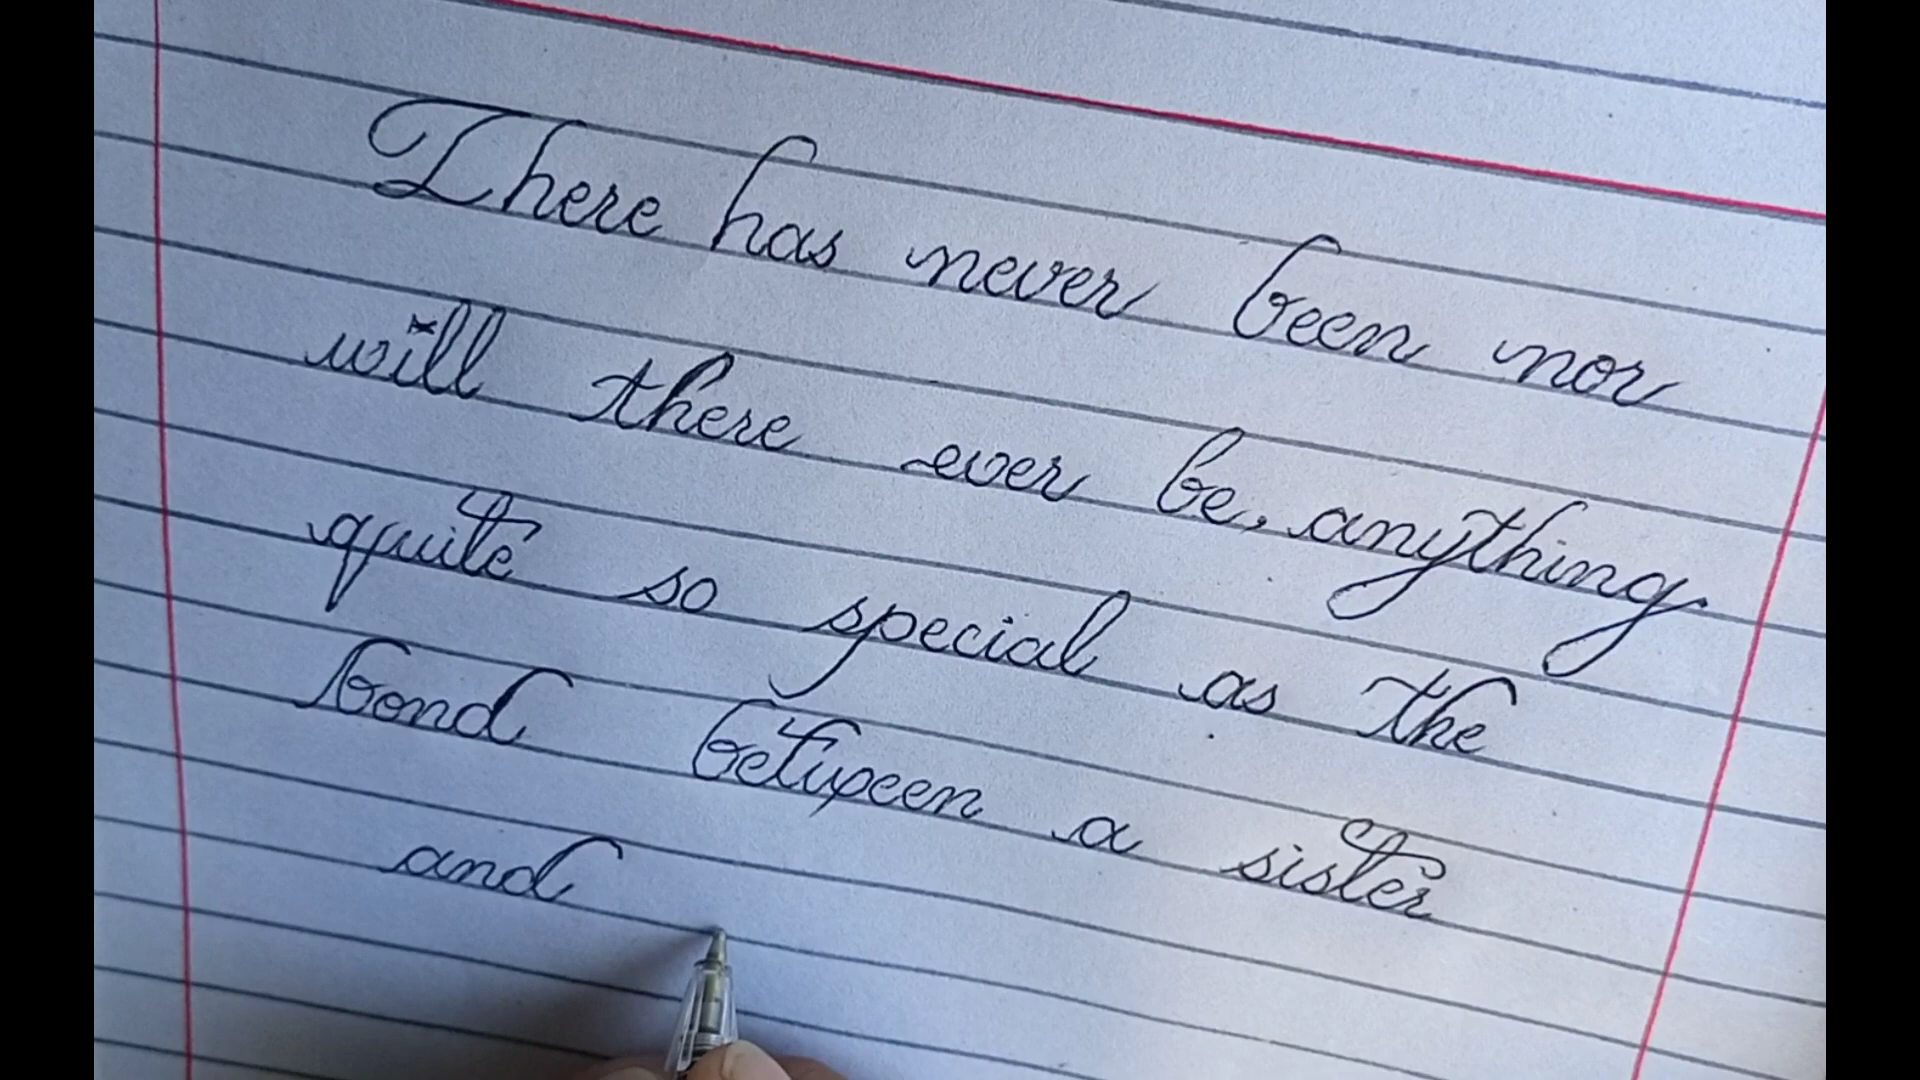 There has never been nor
will there ever be, anything
quite so special as the
bond between a sister
and